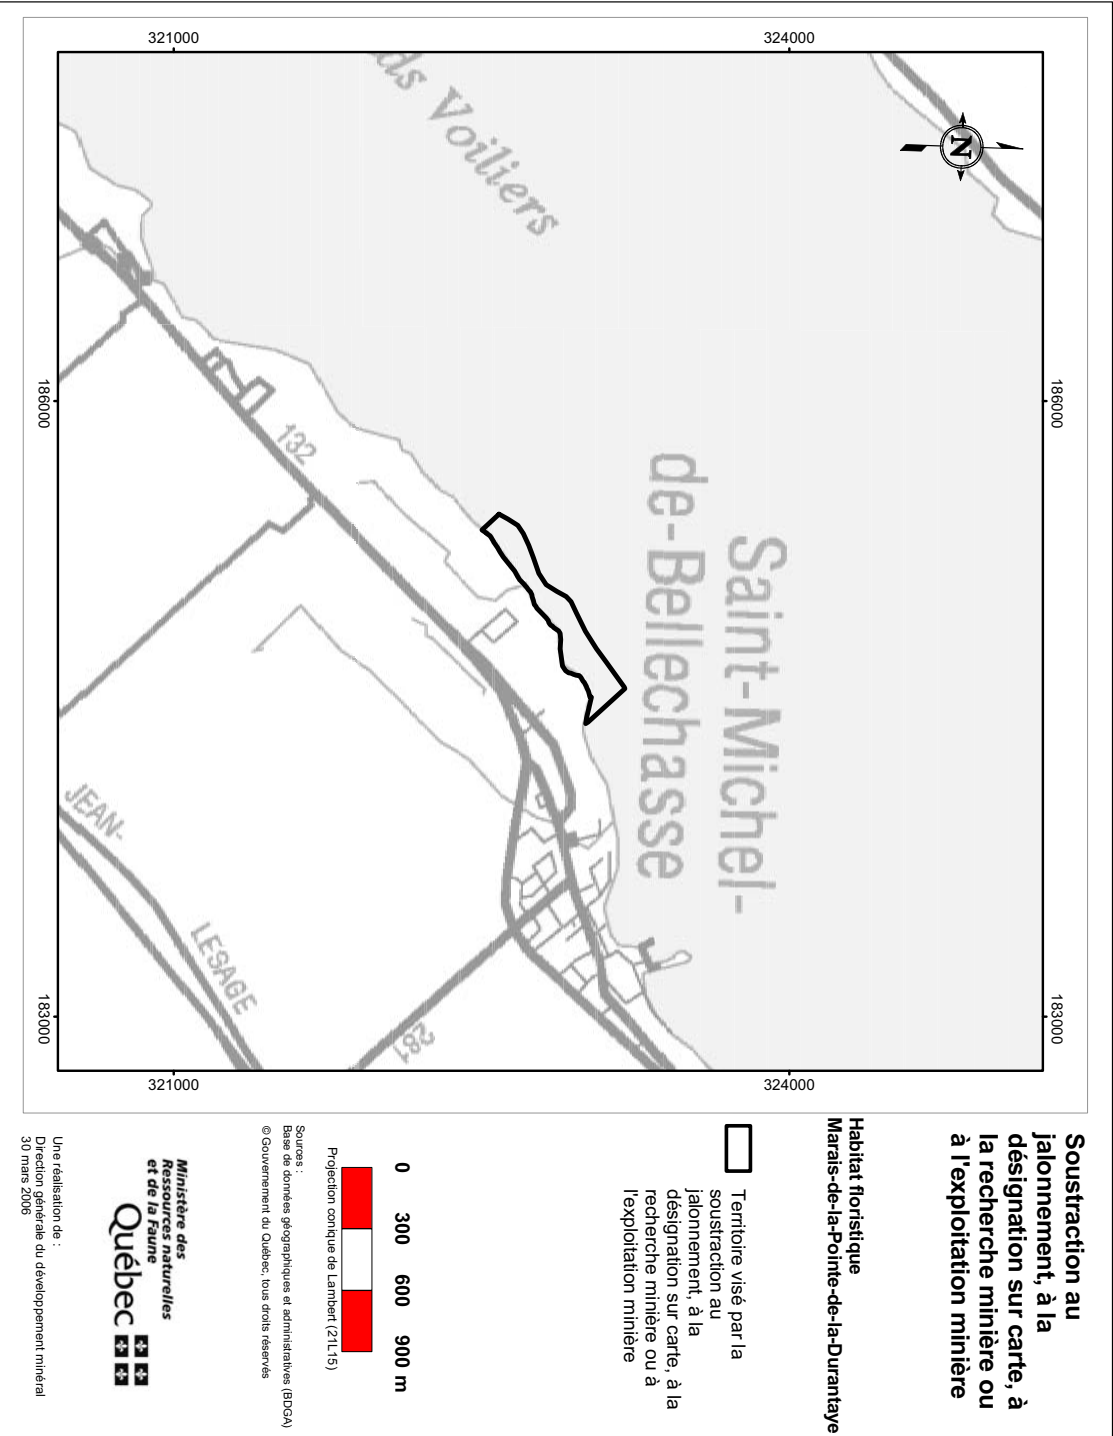 Soustraction au
jalonnement, à la
désignation sur carte, à
la recherche minière ou
à l'exploitation minière
Habitat floristique
Marais-de-la-Pointe-de-la-Durantaye
Territoire visé par la
soustraction au
jalonnement, à la
désignation sur carte, à la
recherche minière ou à
l'exploitation minière
0 300 600 900 m
Projection conique de Lambert (21L15)
Sources :
Base de données géographiques et administratives (BDGA)
© Gouvernement du Québec, tous droits réservés
Ministère des
Ressources naturelles
et de la Faune
Québec
Une réalisation de :
Direction générale du développement minéral
30 mars 2006
186000
183000
324000
324000
N
Saint-Michel-
de-Bellechasse
ds Voiliers
132
281
JEAN-
LESAGE
321000
321000
186000
183000